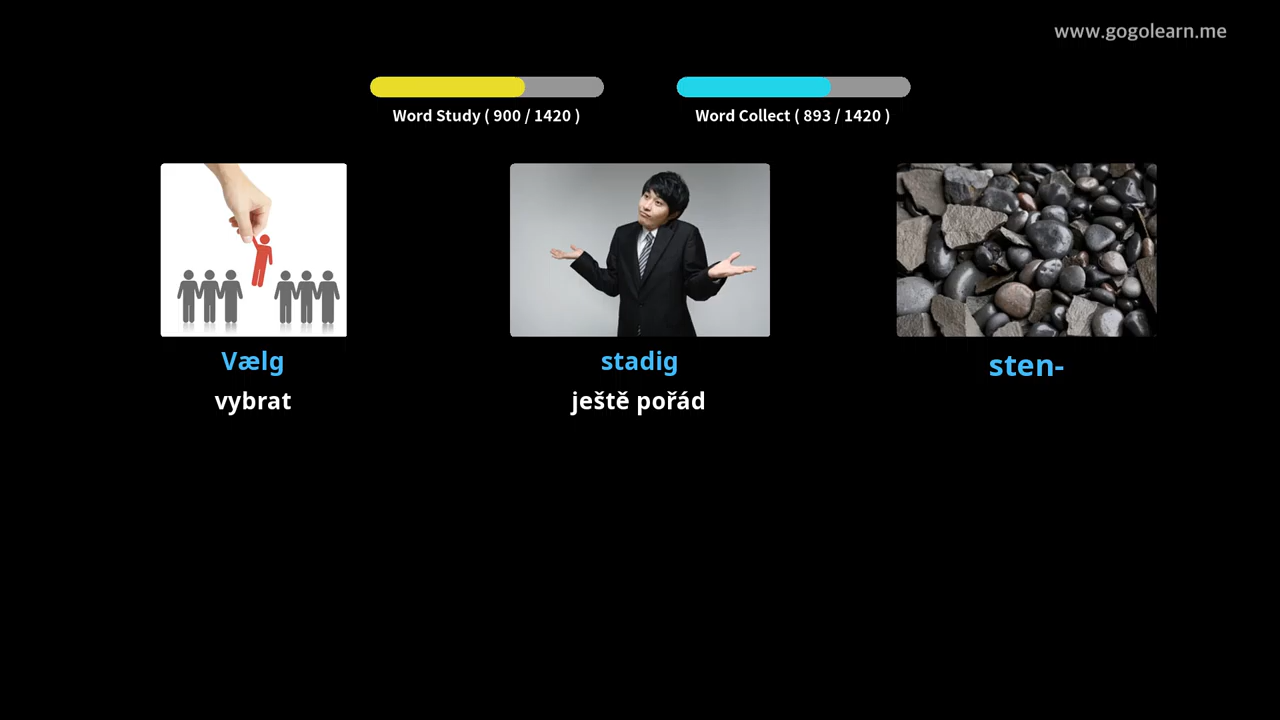 www.gogolearn.me
Word Study ( 900 / 1420 )
Word Collect ( 893 / 1420 )
Vælg
stadig
sten-
vybrat
ještě pořád